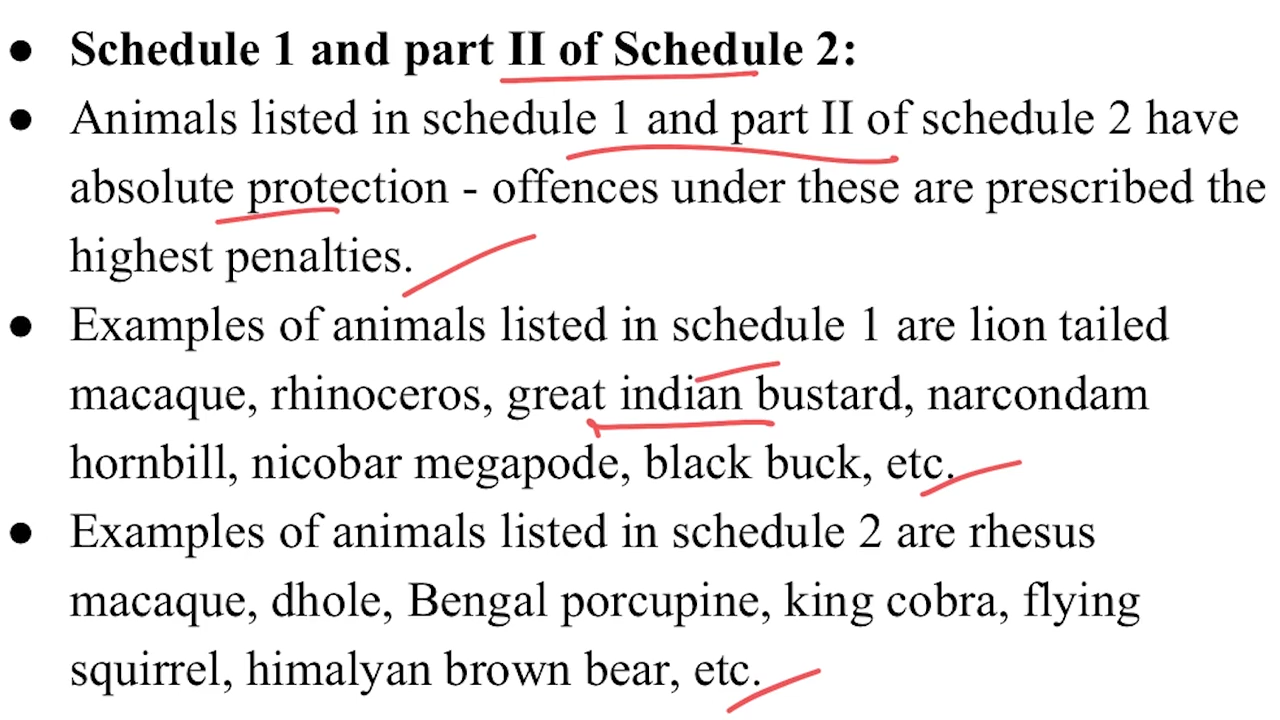 ● Schedule 1 and part II of Schedule 2:
● Animals listed in schedule 1 and part II of schedule 2 have
absolute protection - offences under these are prescribed the
highest penalties.
● Examples of animals listed in schedule 1 are lion tailed
macaque, rhinoceros, great indian bustard, narcondam
hornbill, nicobar megapode, black buck, etc.
● Examples of animals listed in schedule 2 are rhesus
macaque, dhole, Bengal porcupine, king cobra, flying
squirrel, himalyan brown bear, etc.